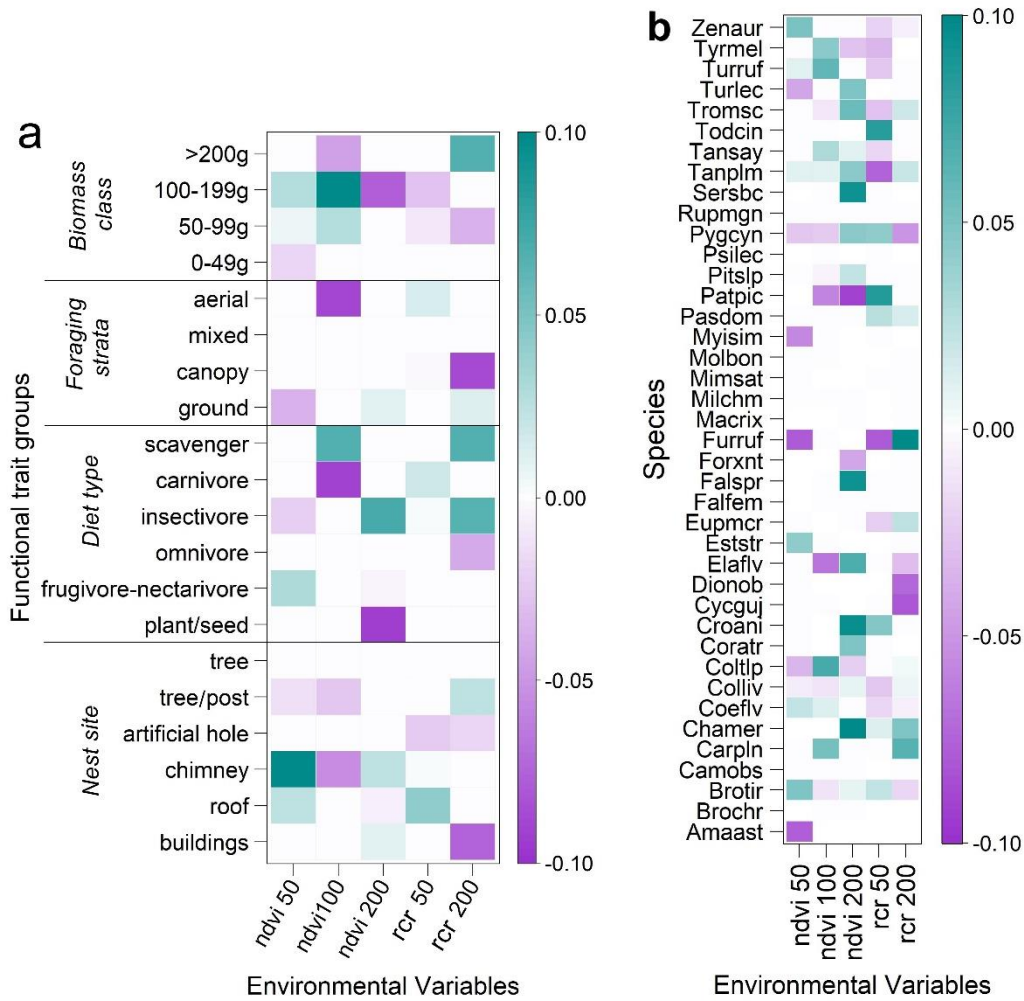 a
Functional trait groups
Biomass
class
>200g
100-199g
50-99g
0-49g
Foraging
strata
aerial
mixed
canopy
ground
Diet type
scavenger
carnivore
insectivore
omnivore
frugivore-nectarivore
plant/seed
Nest site
tree
tree/post
artificial hole
chimney
roof
buildings
ndvi 50
ndvi100
ndvi 200
rcr 50
rcr 200
Environmental Variables
0.10
0.05
0.00
-0.05
-0.10
b
Species
Zenaur
Tyrmel
Turruf
Turlec
Tromsc
Todcin
Tansay
Tanplm
Sersbc
Rupmgn
Pygcyn
Psilec
Pitslp
Patpic
Pasdom
Myisim
Molbon
Mimsat
Milchm
Macrix
Furruf
Forxnt
Falspr
Falfem
Eupmcr
Eststr
Elaflv
Dionob
Cycguj
Croani
Coratr
Coltlp
Colliv
Coeflv
Chamer
Carpln
Camobs
Brotir
Brochr
Amaast
ndvi 50
ndvi 100
ndvi 200
rcr 50
rcr 200
Environmental Variables
0.10
0.05
0.00
-0.05
-0.10